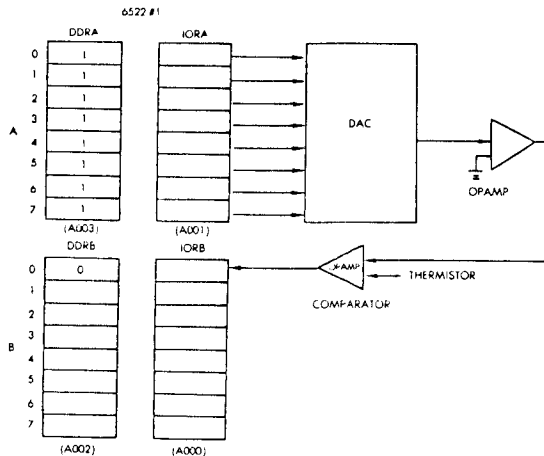 6522 #1
DDRA IORA
0 1
1 1
2 1
3 1
A
4 1
5 1
6 1
7 1
DAC
OPAMP
(A003) (A001)
DDRB IORB
0 0
1
2
3
B
4
5
6
7
OPAMP
THERMISTOR
COMPARATOR
(A002) (A000)